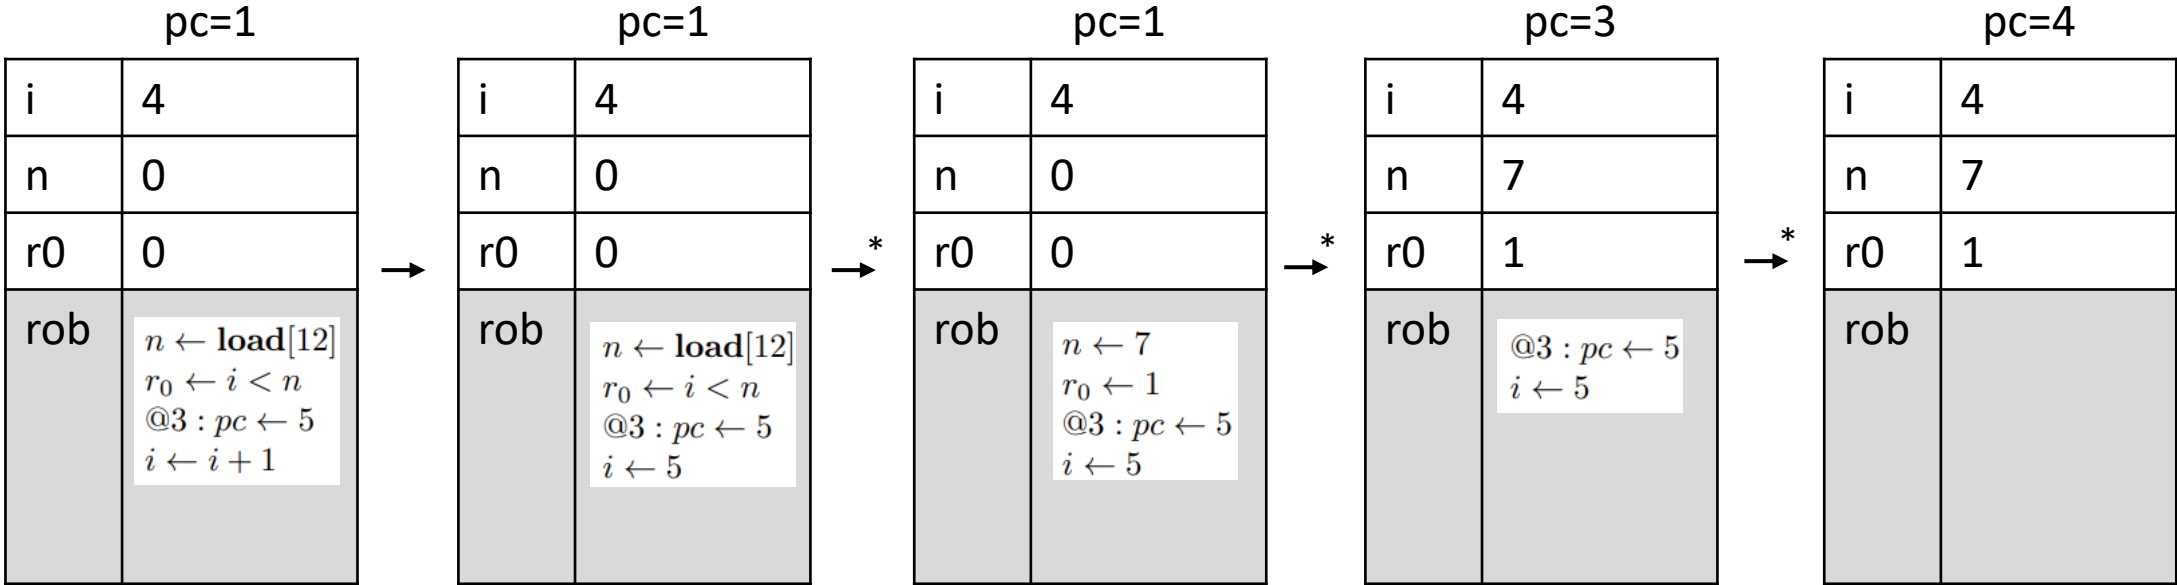 pc=1
i 4
n 0
r0 0
rob
n ← load[12]
r₀ ← i < n
@3 : pc ← 5
i ← i + 1
→
pc=1
i 4
n 0
r0 0
rob
n ← load[12]
r₀ ← i < n
@3 : pc ← 5
i ← 5
→*
pc=1
i 4
n 0
r0 0
rob
n ← 7
r₀ ← 1
@3 : pc ← 5
i ← 5
→*
pc=3
i 4
n 7
r0 1
rob
@3 : pc ← 5
i ← 5
→*
pc=4
i 4
n 7
r0 1
rob